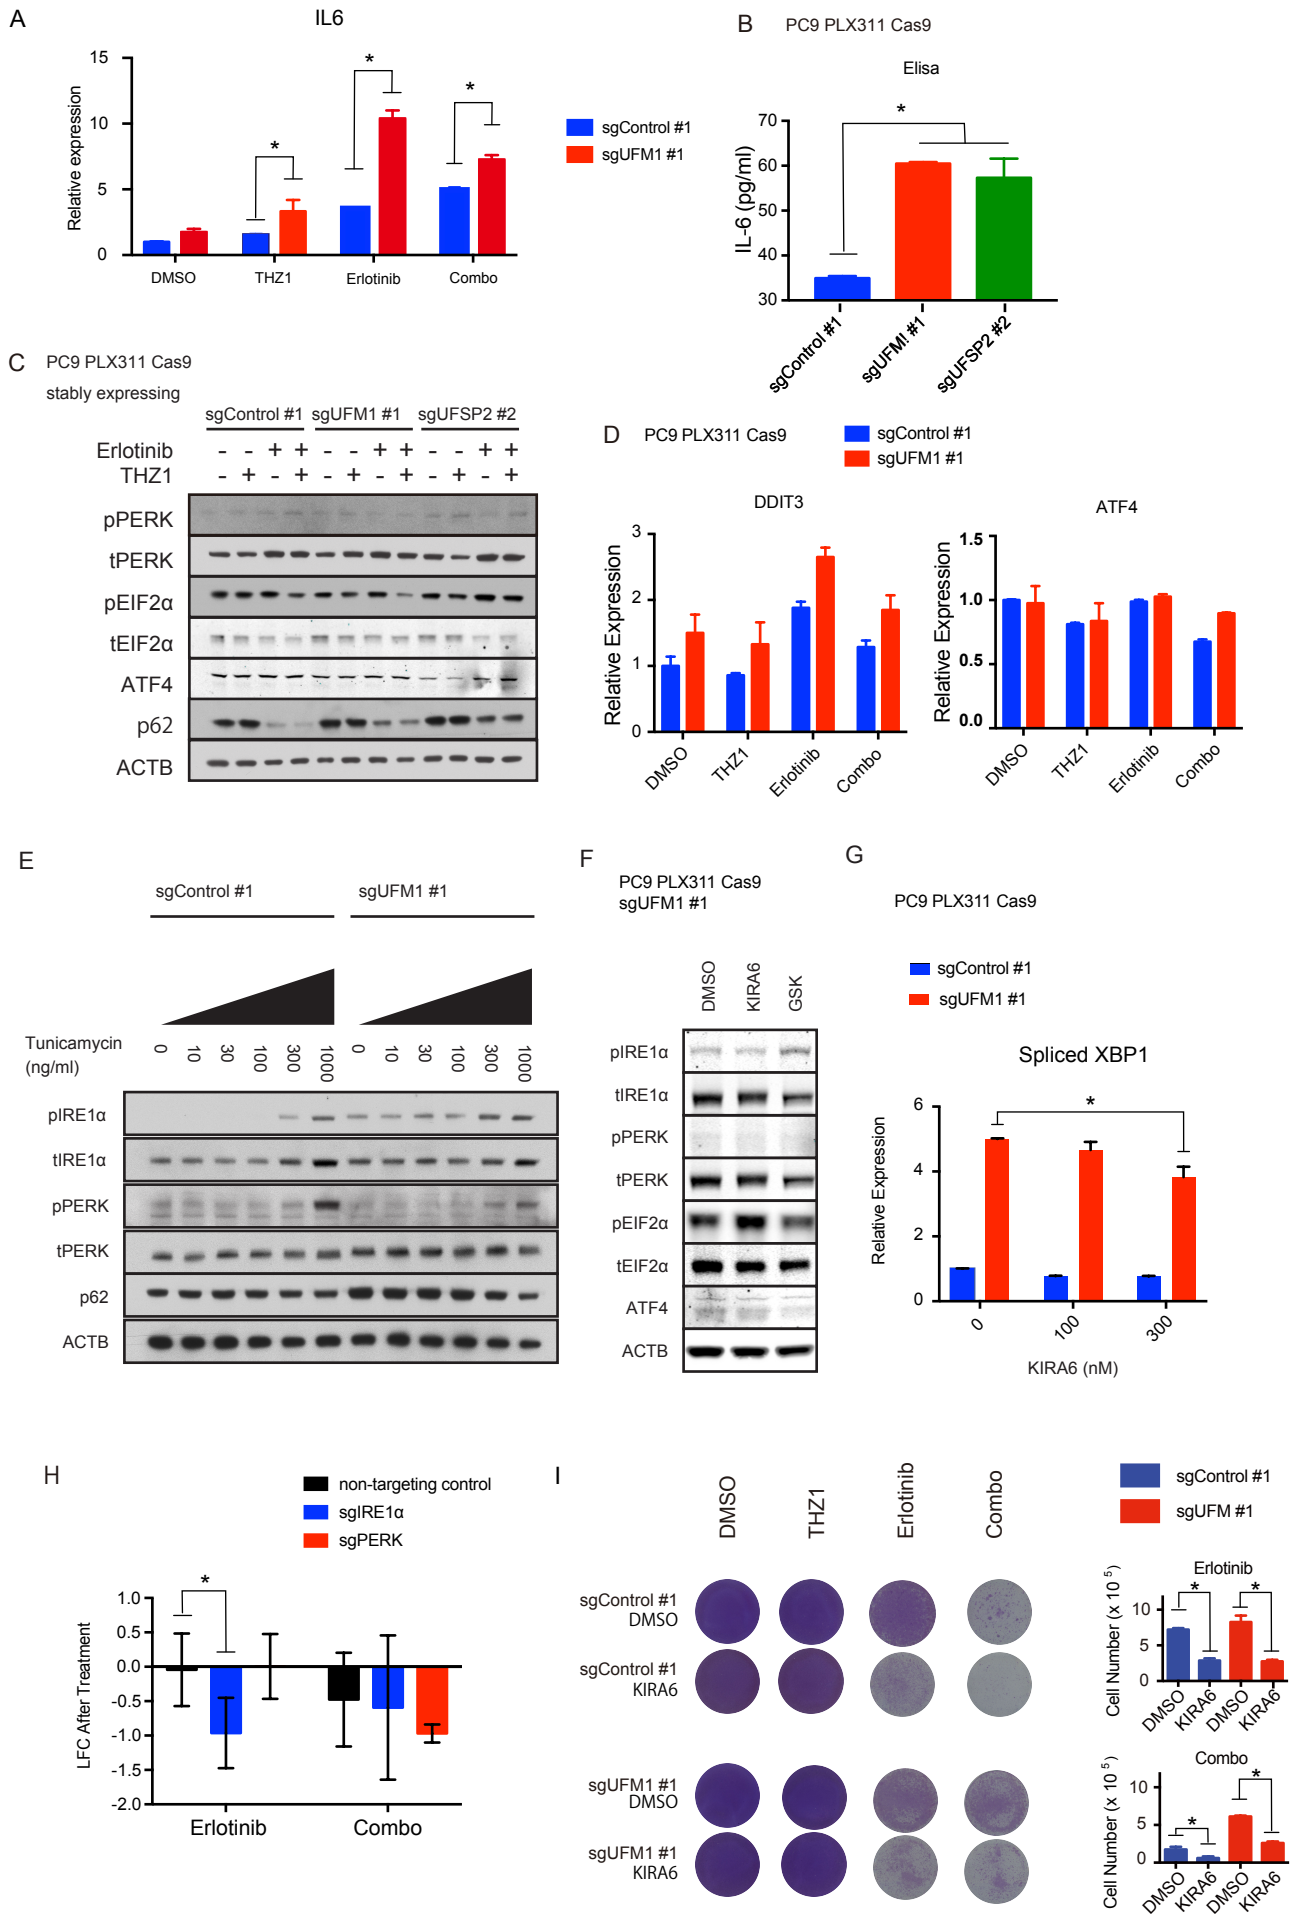 A
IL6
Relative expression
15
10
5
0
*
*
*
DMSO
THZ1
Erlotinib
Combo
sgControl #1
sgUFM1 #1
B
PC9 PLX311 Cas9
Elisa
IL-6 (pg/ml)
70
60
50
40
30
*
sgControl #1
sgUFMI #1
sgUFSP2 #2
C
PC9 PLX311 Cas9
stably expressing
sgControl #1 sgUFM1 #1 sgUFSP2 #2
Erlotinib - - + + - - + + - - + +
THZ1 - + - + - + - + - + - +
pPERK
tPERK
pEIF2α
tEIF2α
ATF4
p62
ACTB
D
PC9 PLX311 Cas9
sgControl #1
sgUFM1 #1
DDIT3
Relative Expression
3
2
1
0
DMSO
THZ1
Erlotinib
Combo
ATF4
Relative Expression
1.5
1.0
0.5
0.0
DMSO
THZ1
Erlotinib
Combo
E
sgControl #1
sgUFM1 #1
Tunicamycin
(ng/ml)
0 10 30 100 300 1000 0 10 30 100 300 1000
pIRE1α
tIRE1α
pPERK
tPERK
p62
ACTB
F
PC9 PLX311 Cas9
sgUFM1 #1
DMSO
KIRA6
GSK
pIRE1α
tIRE1α
pPERK
tPERK
pEIF2α
tEIF2α
ATF4
ACTB
G
PC9 PLX311 Cas9
sgControl #1
sgUFM1 #1
Spliced XBP1
Relative Expression
6
4
2
0
*
0
100
300
KIRA6 (nM)
H
non-targeting control
sgIRE1α
sgPERK
LFC After Treatment
1.0
0.5
0.0
-0.5
-1.0
-1.5
-2.0
*
Erlotinib
Combo
I
DMSO
THZ1
Erlotinib
Combo
sgControl #1
DMSO
sgControl #1
KIRA6
sgUFM1 #1
DMSO
sgUFM1 #1
KIRA6
sgControl #1
sgUFM #1
Erlotinib
Cell Number (x 10 5)
10
5
0
*
*
DMSO
KIRA6
DMSO
KIRA6
Combo
Cell Number (x 10 5)
10
5
0
*
*
DMSO
KIRA6
DMSO
KIRA6